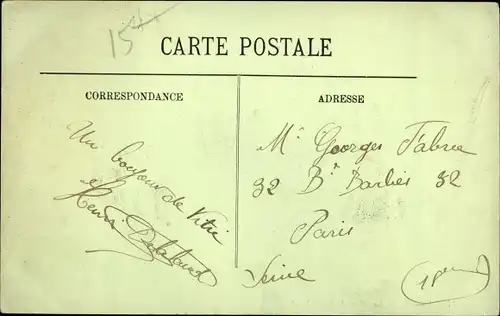 15
CARTE POSTALE
CORRESPONDANCE
Un bonjour de Vitré
Henri Delalande
ADRESSE
Mr Georges Fabre
32 Bd Barbès 32
Paris
Seine